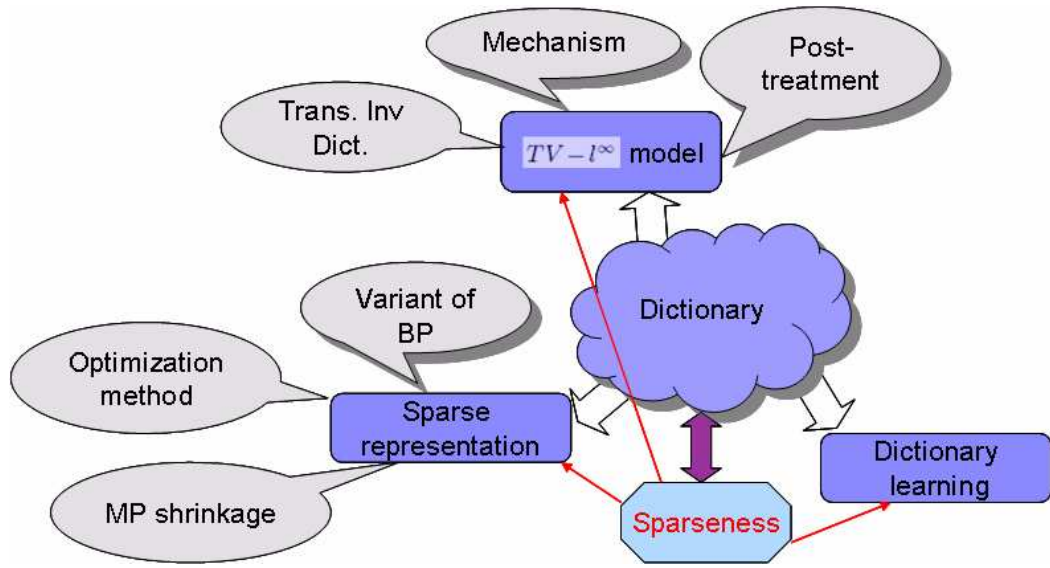 Mechanism
Post-
treatment
Trans. Inv
Dict.
TV − l^∞ model
Variant of
BP
Dictionary
Optimization
method
Sparse
representation
Dictionary
learning
MP shrinkage
Sparseness